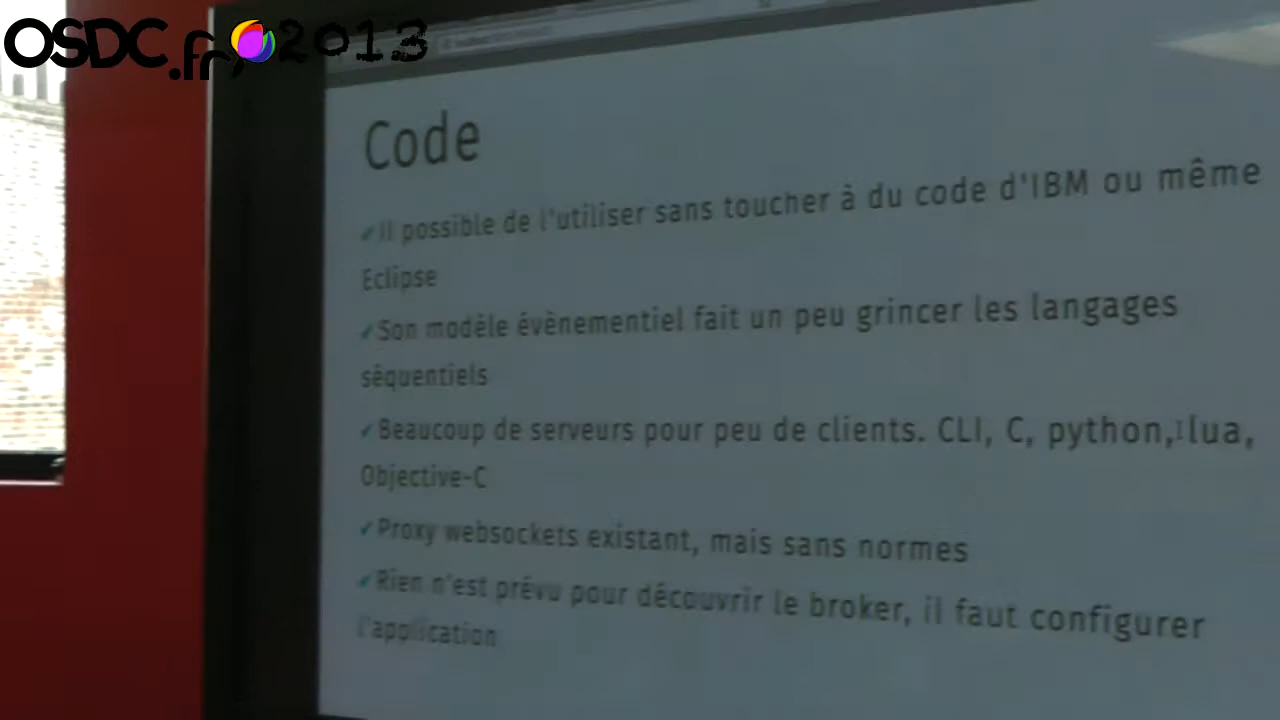 OSDC.fr 2013
Code
✓Il possible de l'utiliser sans toucher à du code d'IBM ou même
Eclipse
✓Son modèle évènementiel fait un peu grincer les langages
séquentiels
✓Beaucoup de serveurs pour peu de clients. CLI, C, python, lua,
Objective-C
✓Proxy websockets existant, mais sans normes
✓Rien n'est prévu pour découvrir le broker, il faut configurer
l'application